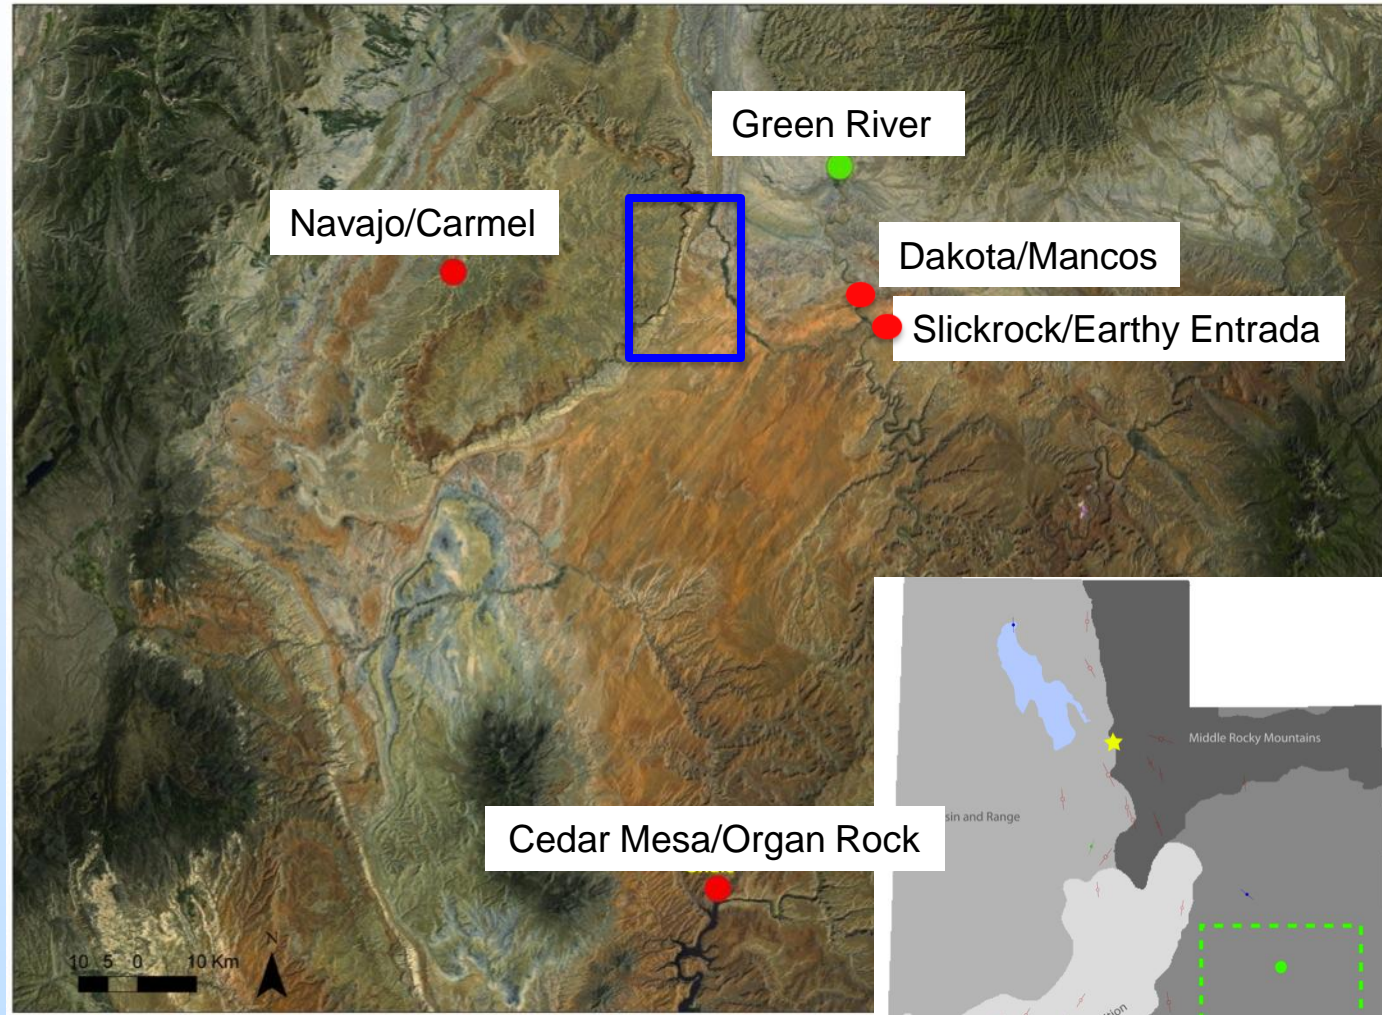 Green River
Navajo/Carmel
Dakota/Mancos
Slickrock/Earthy Entrada
Middle Rocky Mountains
and Range
Cedar Mesa/Organ Rock
N
10 5 0 10 Km